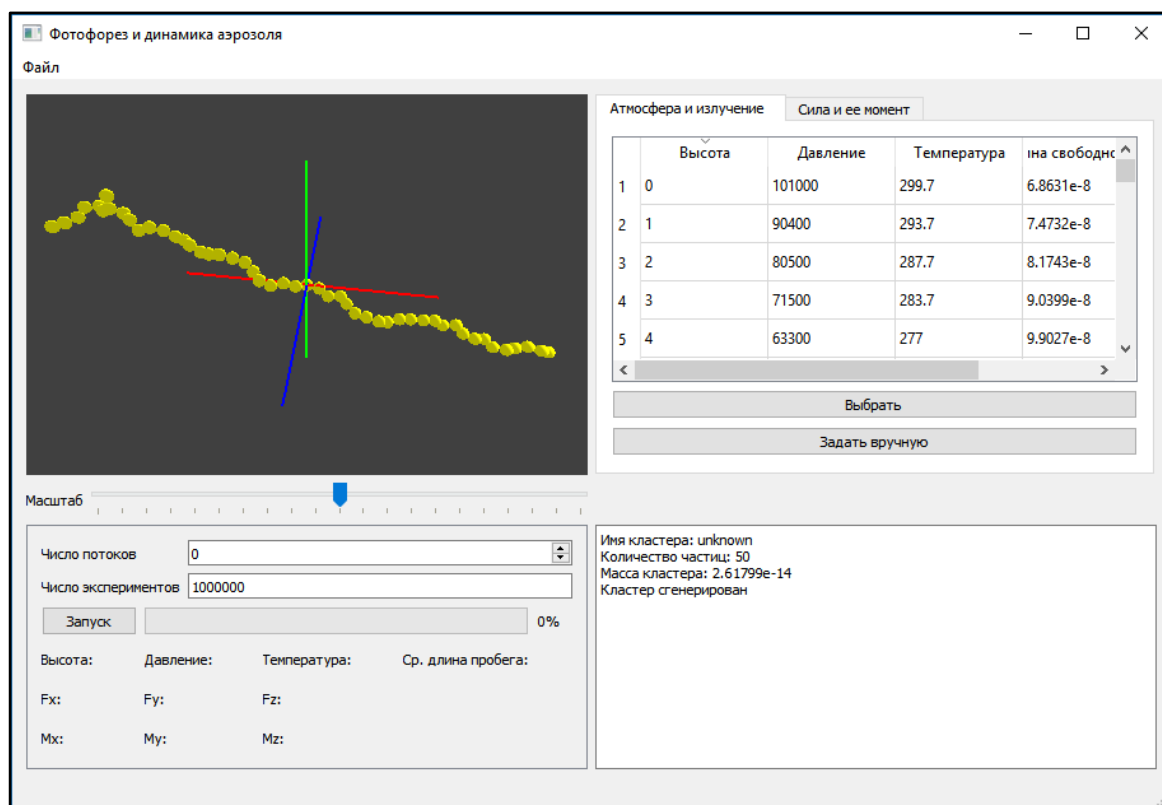 Фотофорез и динамика аэрозоля
Файл
Атмосфера и излучение Сила и ее момент
Высота Давление Температура на свободно
1 0 101000 299.7 6.8631e-8
2 1 90400 293.7 7.4732e-8
3 2 80500 287.7 8.1743e-8
4 3 71500 283.7 9.0399e-8
5 4 63300 277 9.9027e-8
Выбрать
Задать вручную
Масштаб
Число потоков 0
Число экспериментов 1000000
Запуск 0%
Высота: Давление: Температура: Ср. длина пробега:
Fx: Fy: Fz:
Mx: My: Mz:
Имя кластера: unknown
Количество частиц: 50
Масса кластера: 2.61799e-14
Кластер сгенерирован